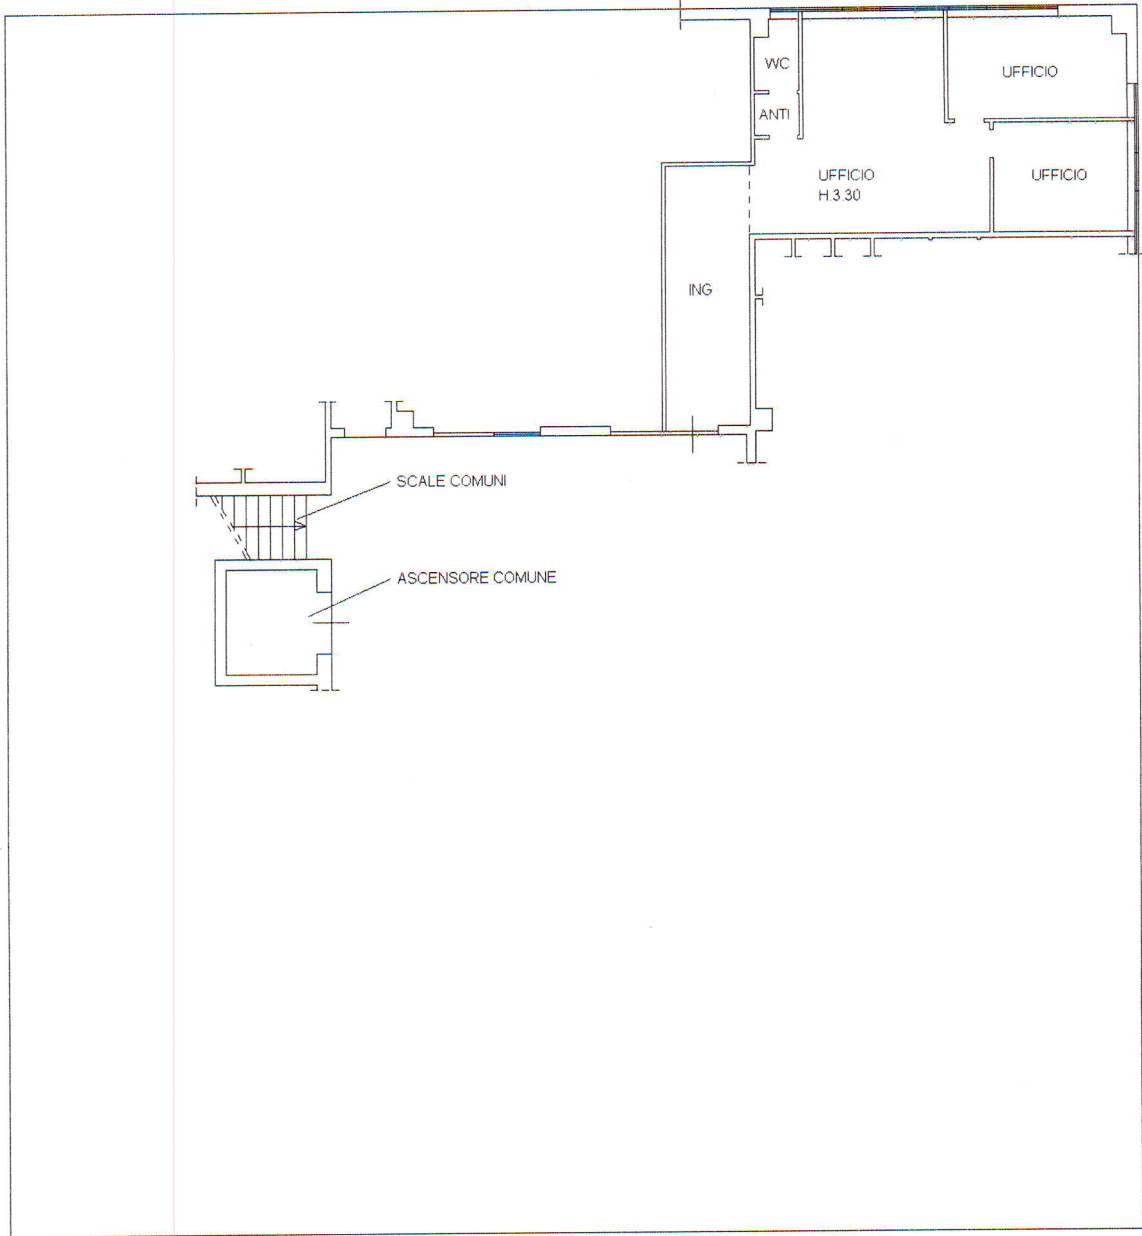 WC
UFFICIO
ANTI
UFFICIO
H.3.30
UFFICIO
ING
SCALE COMUNI
ASCENSORE COMUNE